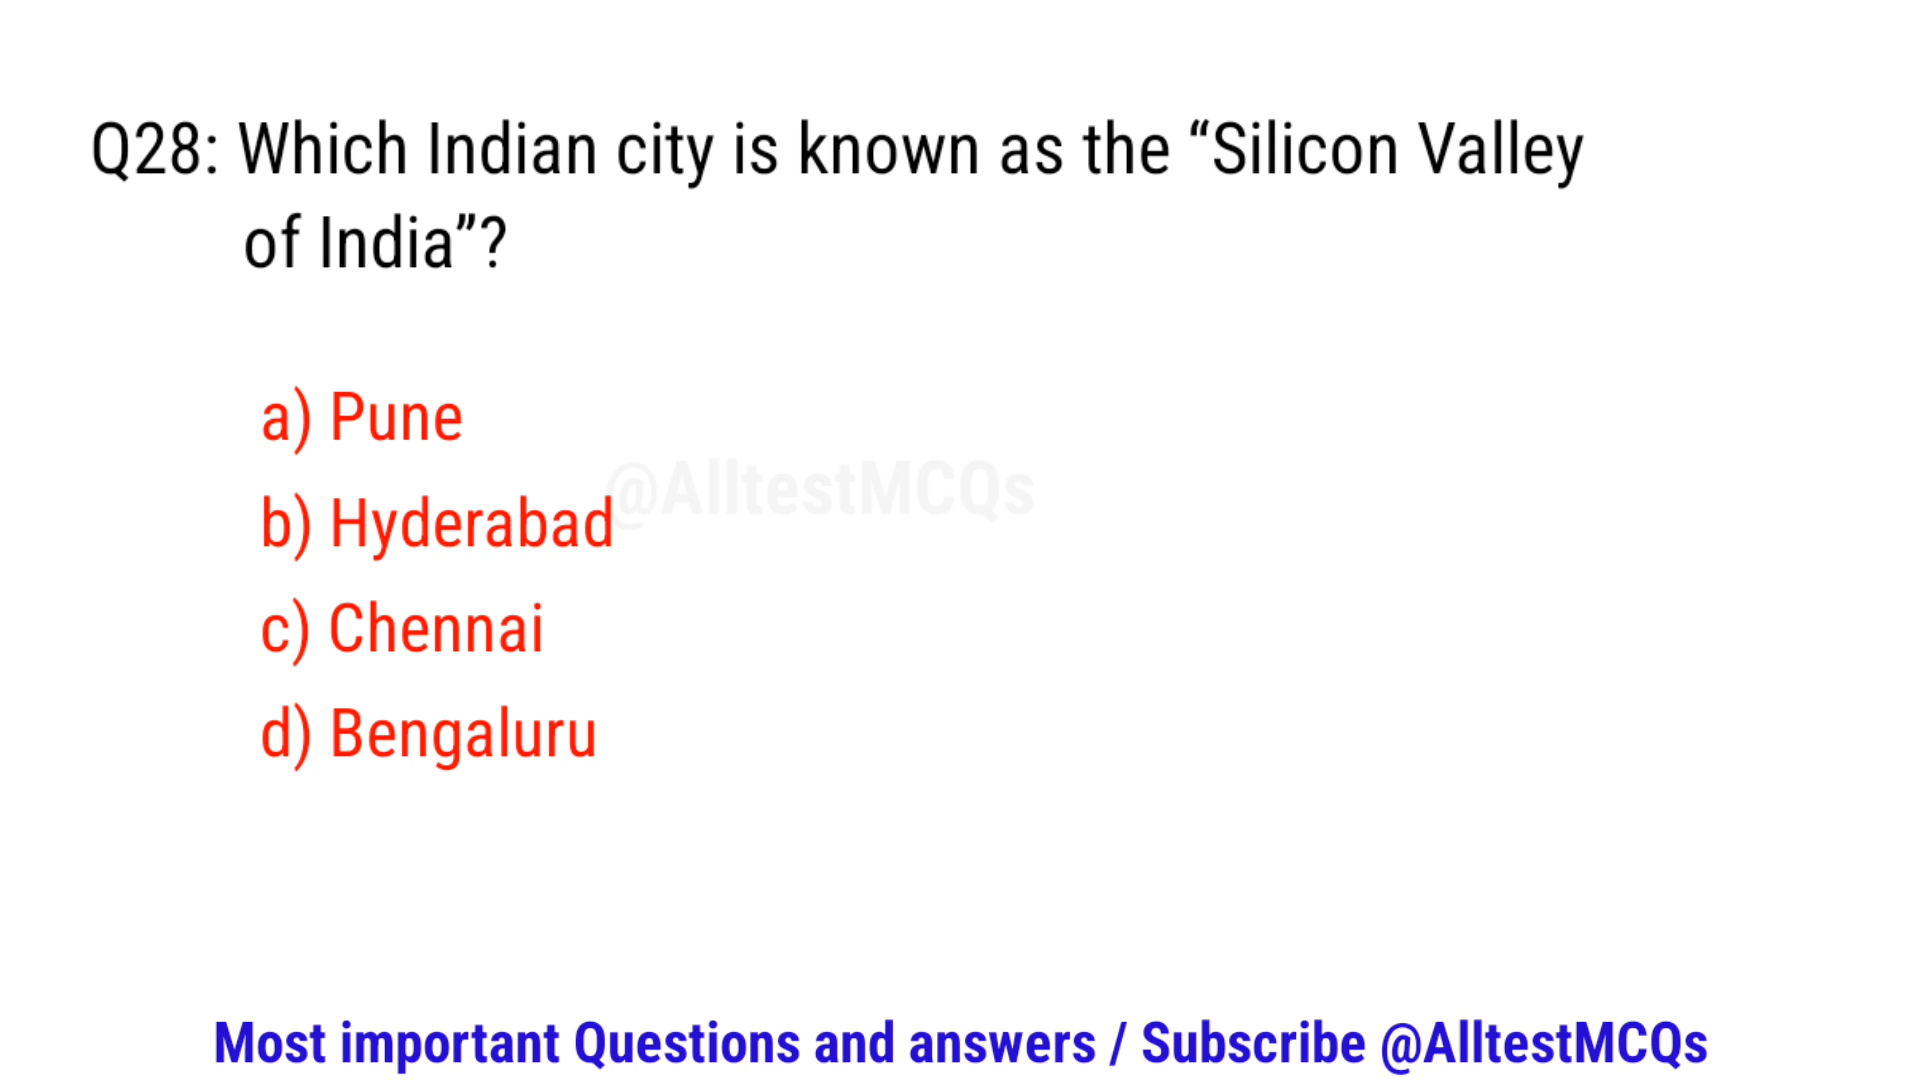 Q28: Which Indian city is known as the “Silicon Valley
of India”?
a) Pune
@AlltestMCQs
b) Hyderabad
c) Chennai
d) Bengaluru
Most important Questions and answers / Subscribe @AlltestMCQs